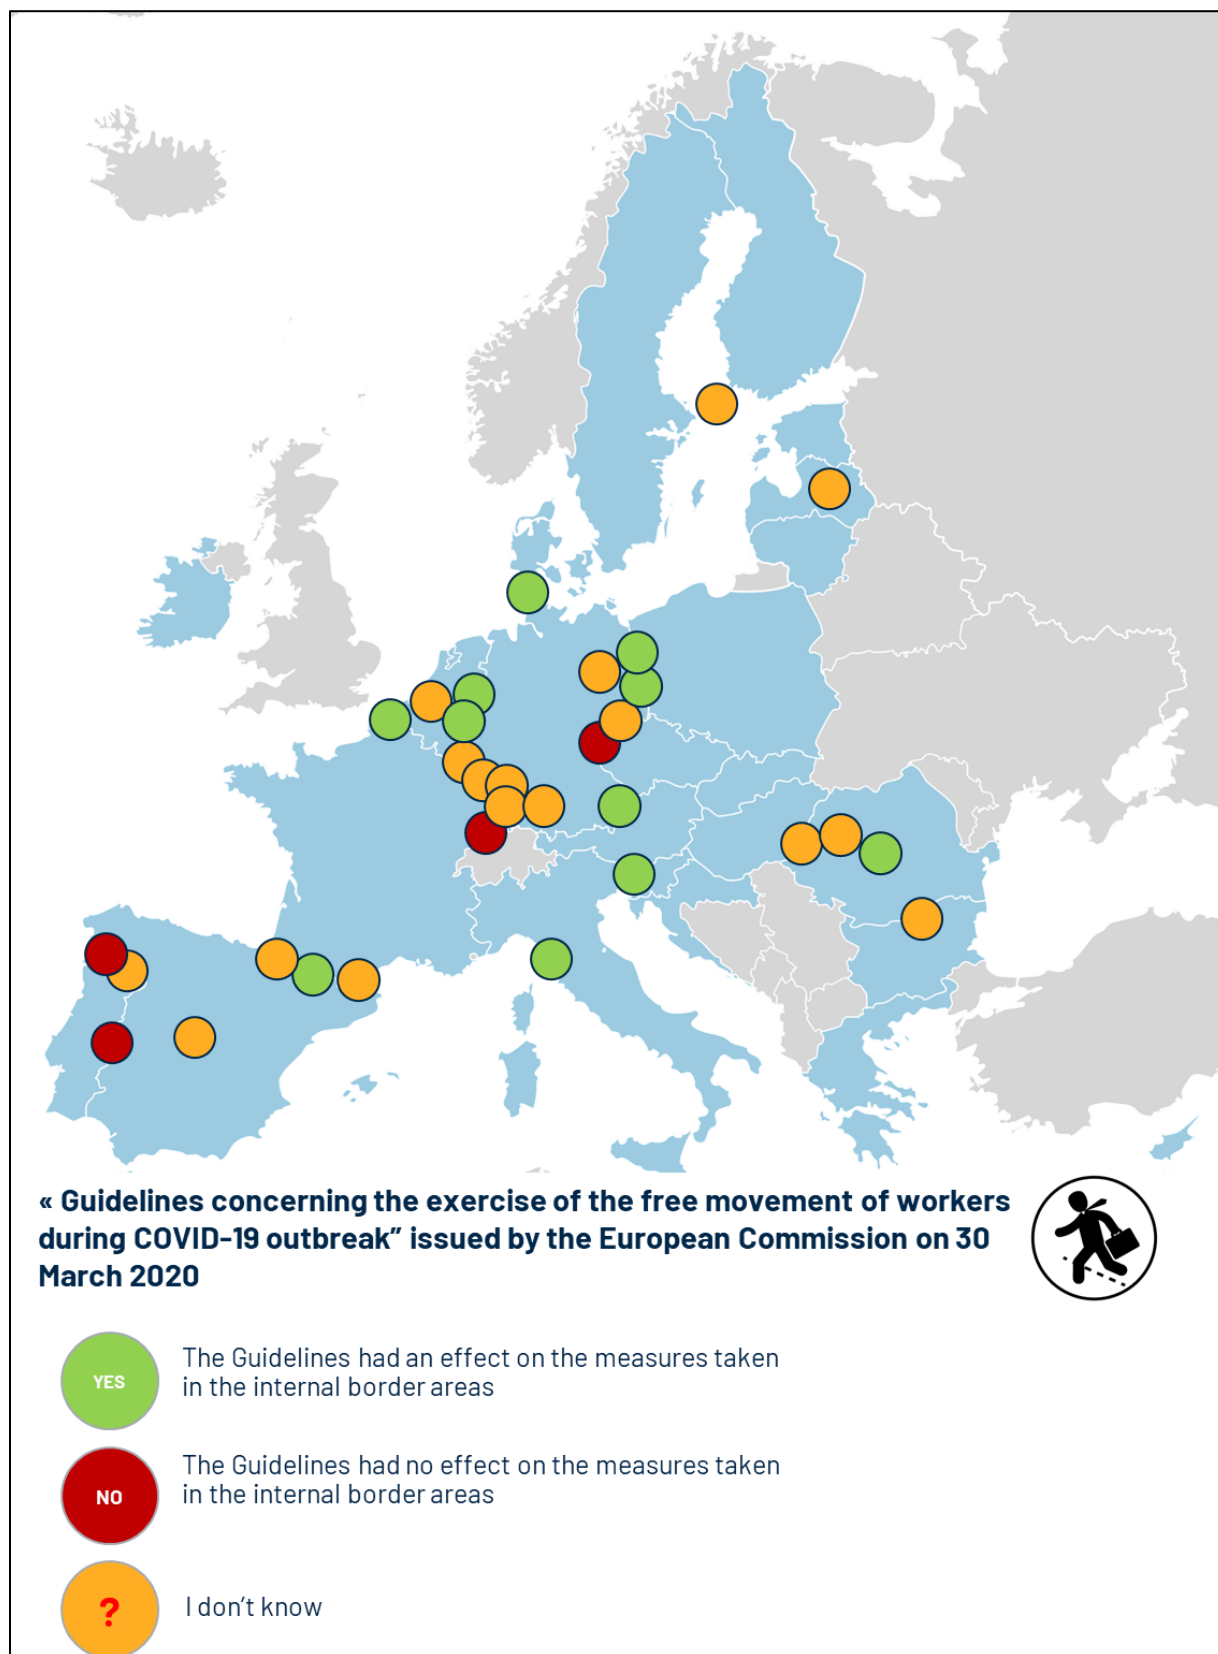 « Guidelines concerning the exercise of the free movement of workers
during COVID-19 outbreak” issued by the European Commission on 30
March 2020
YES
The Guidelines had an effect on the measures taken
in the internal border areas
NO
The Guidelines had no effect on the measures taken
in the internal border areas
?
I don’t know